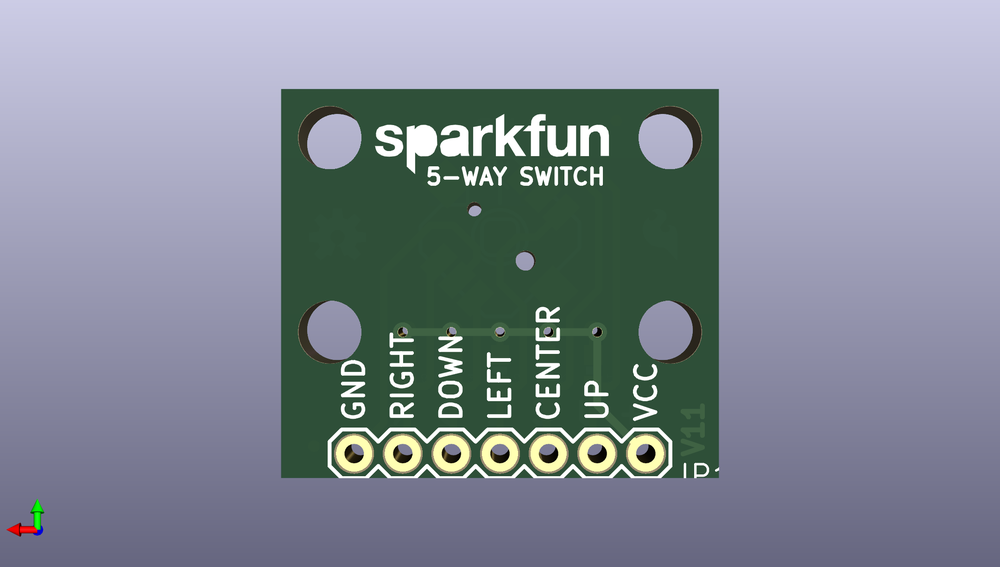 sparkfun
5-WAY SWITCH
GND
RIGHT
DOWN
LEFT
CENTER
UP
VCC
V11